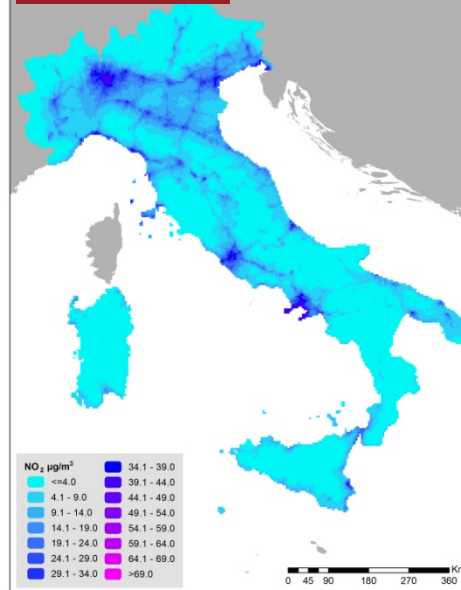 NO2 µg/m3
<=4.0
4.1 - 9.0
9.1 - 14.0
14.1 - 19.0
19.1 - 24.0
24.1 - 29.0
29.1 - 34.0
34.1 - 39.0
39.1 - 44.0
44.1 - 49.0
49.1 - 54.0
54.1 - 59.0
59.1 - 64.0
64.1 - 69.0
>69.0
Km
0 45 90 180 270 360